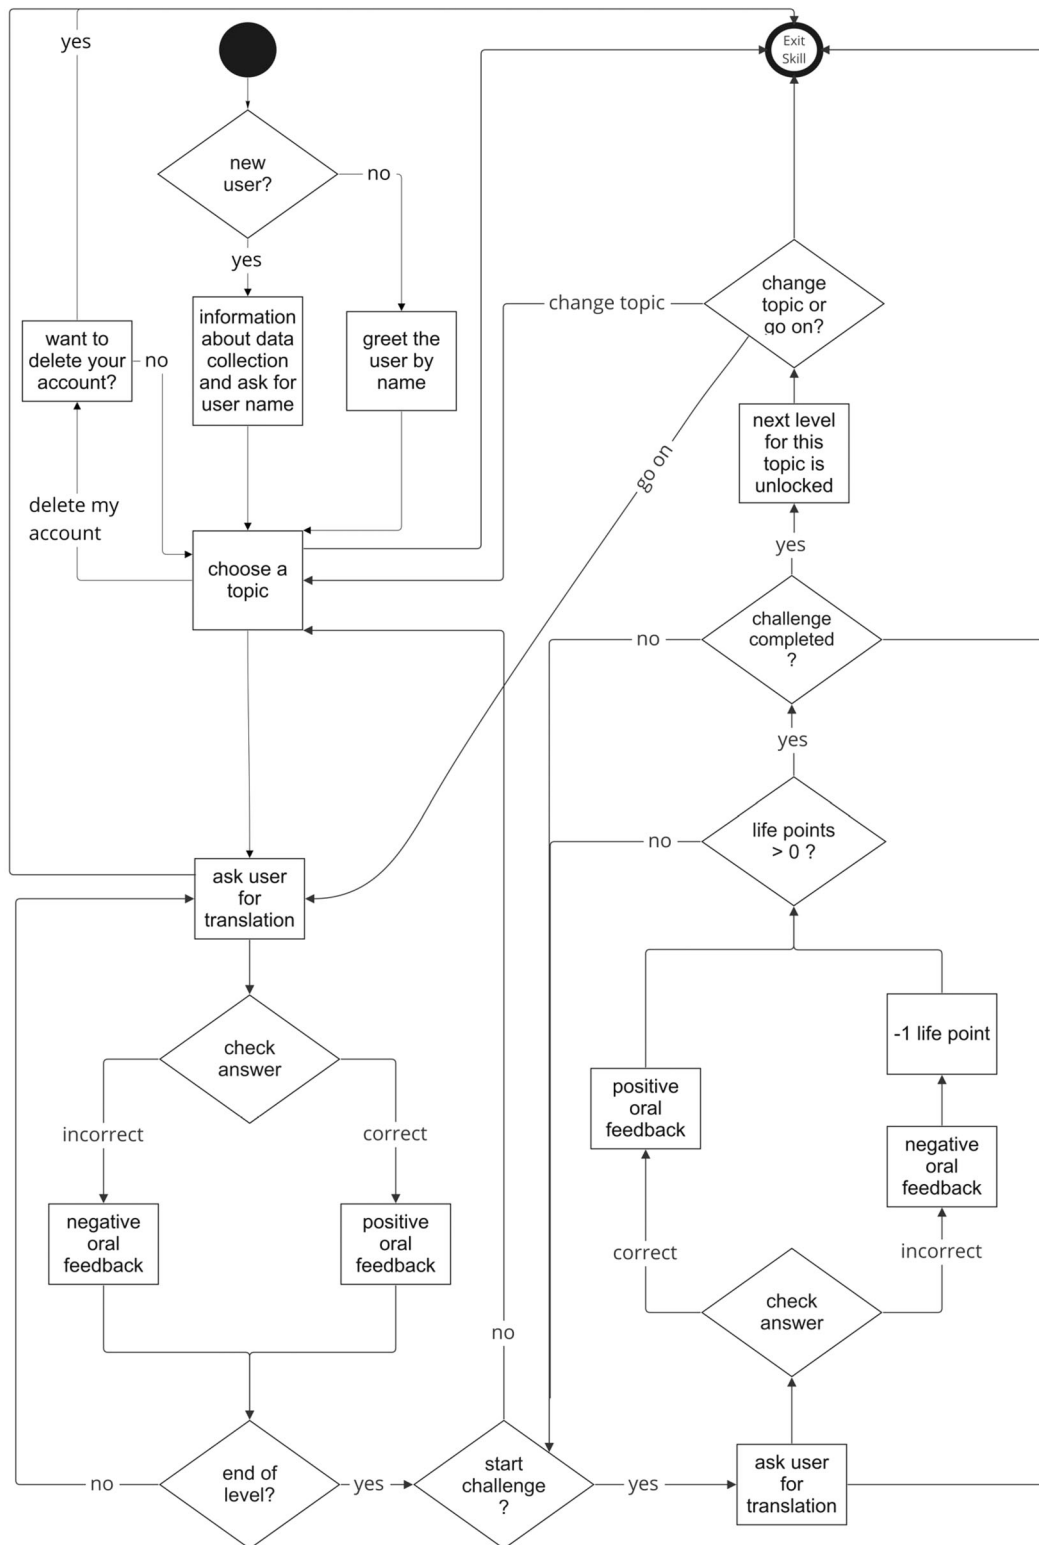 yes
Exit
Skill
new
user?
no
yes
information
about data
collection
and ask for
user name
greet the
user by
name
want to
delete your
account?
no
delete my
account
choose a
topic
change topic
change
topic or
go on?
go on
next level
for this
topic is
unlocked
yes
challenge
completed
?
no
yes
life points
> 0 ?
no
ask user
for
translation
check
answer
incorrect
correct
negative
oral
feedback
positive
oral
feedback
end of
level?
no
yes
start
challenge
?
no
yes
ask user
for
translation
check
answer
correct
incorrect
positive
oral
feedback
negative
oral
feedback
-1 life point